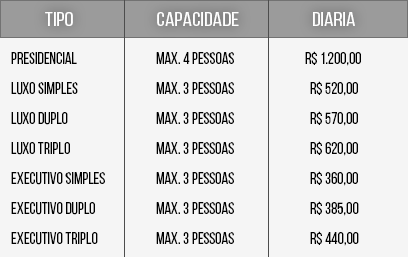 TIPO CAPACIDADE DIARIA
PRESIDENCIAL MAX. 4 PESSOAS R$ 1.200,00
LUXO SIMPLES MAX. 3 PESSOAS R$ 520,00
LUXO DUPLO MAX. 3 PESSOAS R$ 570,00
LUXO TRIPLO MAX. 3 PESSOAS R$ 620,00
EXECUTIVO SIMPLES MAX. 3 PESSOAS R$ 360,00
EXECUTIVO DUPLO MAX. 3 PESSOAS R$ 385,00
EXECUTIVO TRIPLO MAX. 3 PESSOAS R$ 440,00